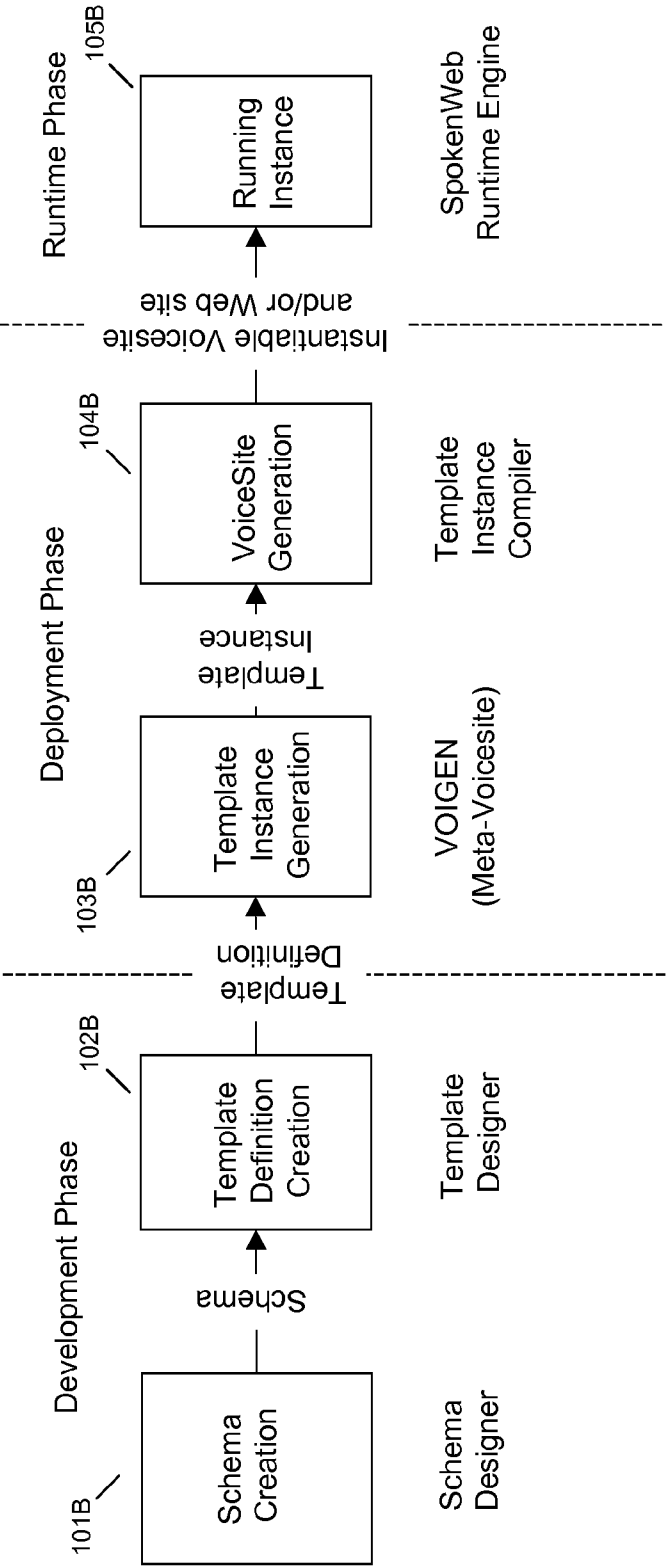 Development Phase
Deployment Phase
Runtime Phase
101B
102B
103B
104B
105B
Schema
Creation
Schema
Template
Definition
Creation
Template
Definition
Template
Instance
Generation
Template
Instance
VoiceSite
Generation
Instantiable Voicesite
and/or Web site
Running
Instance
Schema
Designer
Template
Designer
VOIGEN
(Meta-Voicesite)
Template
Instance
Compiler
SpokenWeb
Runtime Engine